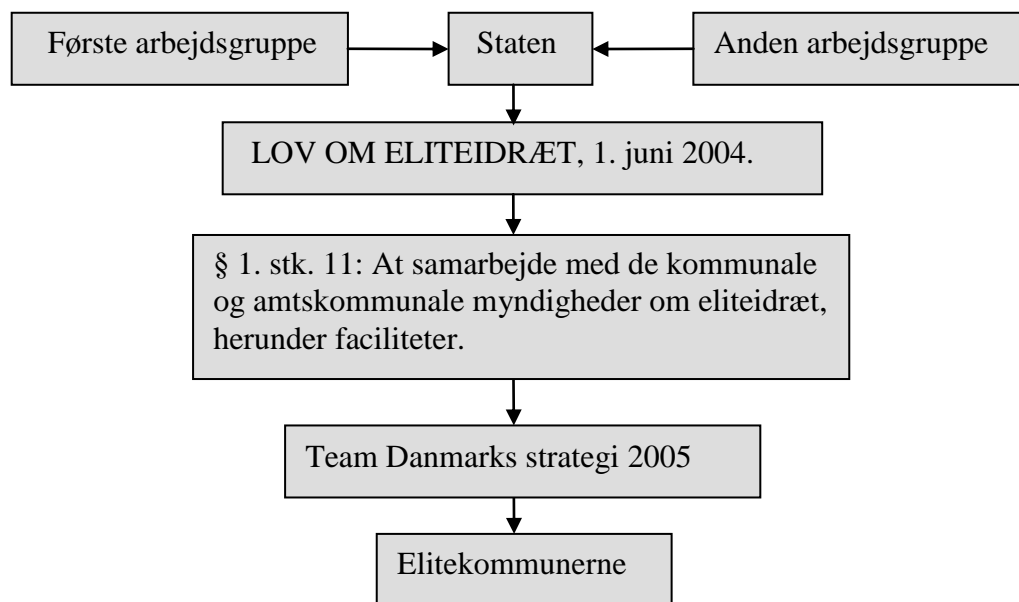 Første arbejdsgruppe
Staten
Anden arbejdsgruppe
LOV OM ELITEIDRÆT, 1. juni 2004.
§ 1. stk. 11: At samarbejde med de kommunale
og amtskommunale myndigheder om eliteidræt,
herunder faciliteter.
Team Danmarks strategi 2005
Elitekommunerne